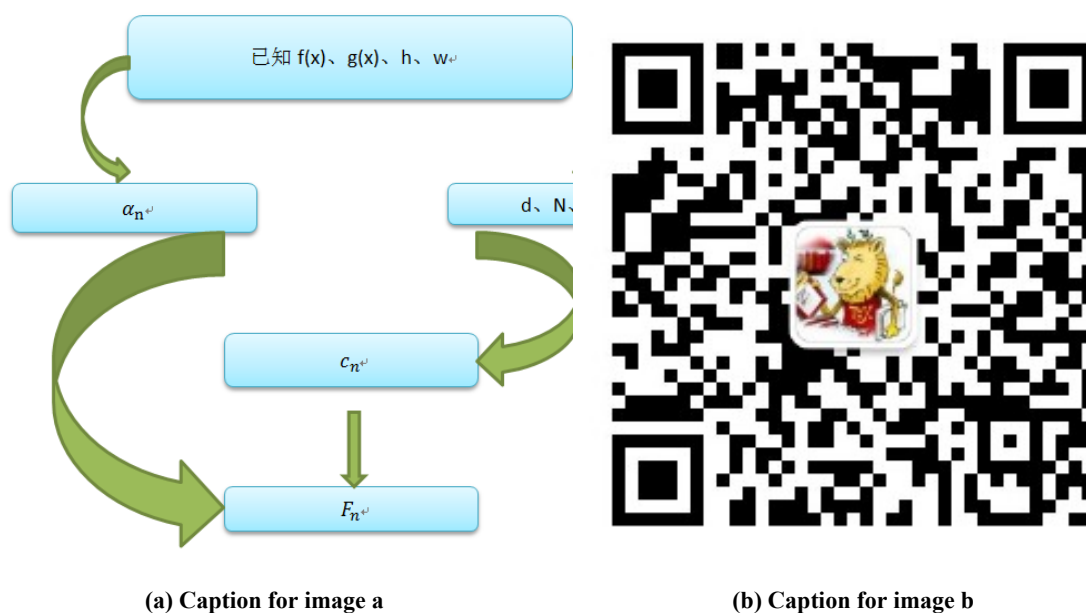 已知 f(x)、g(x)、h、w
αₙ
d、N、
cₙ
Fₙ
(a) Caption for image a
(b) Caption for image b